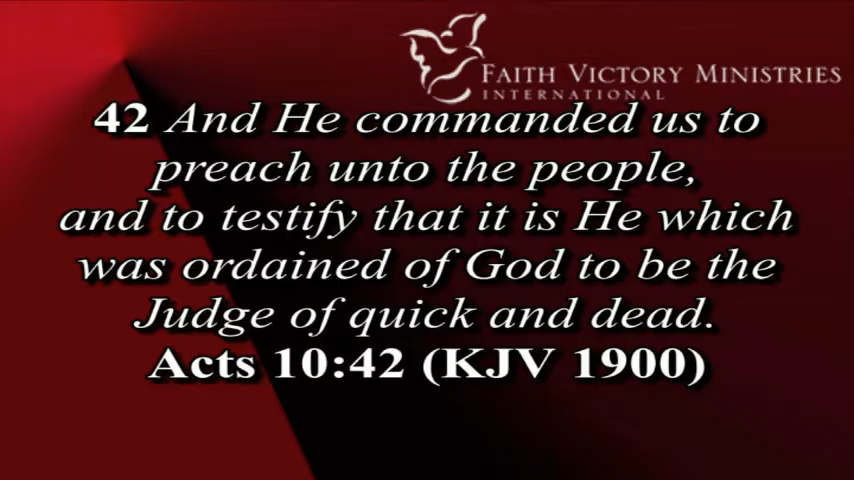 FAITH VICTORY MINISTRIES
INTERNATIONAL
42 And He commanded us to
preach unto the people,
and to testify that it is He which
was ordained of God to be the
Judge of quick and dead.
Acts 10:42 (KJV 1900)